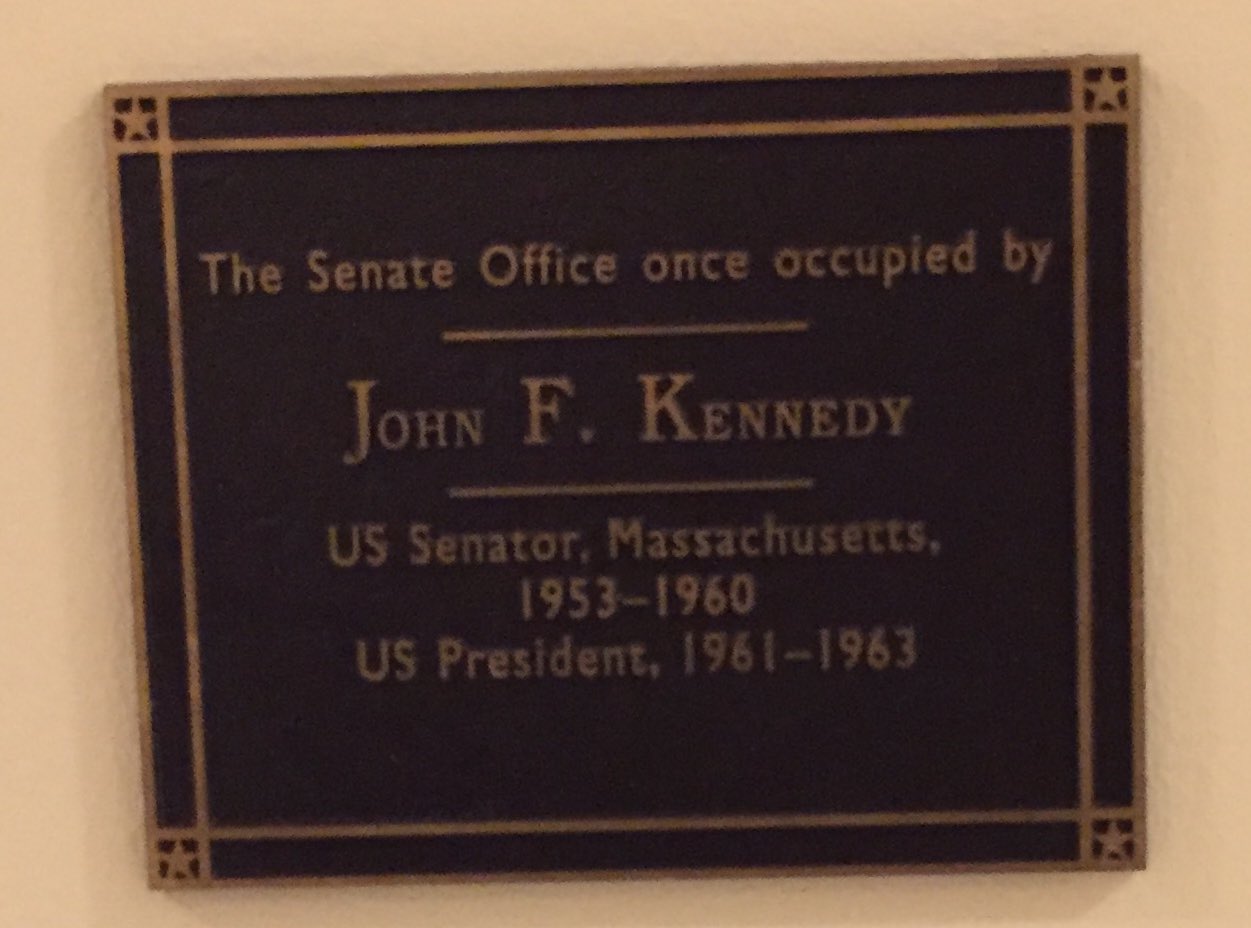 The Senate Office once occupied by
JOHN F. KENNEDY
US Senator, Massachusetts,
1953–1960
US President, 1961–1963